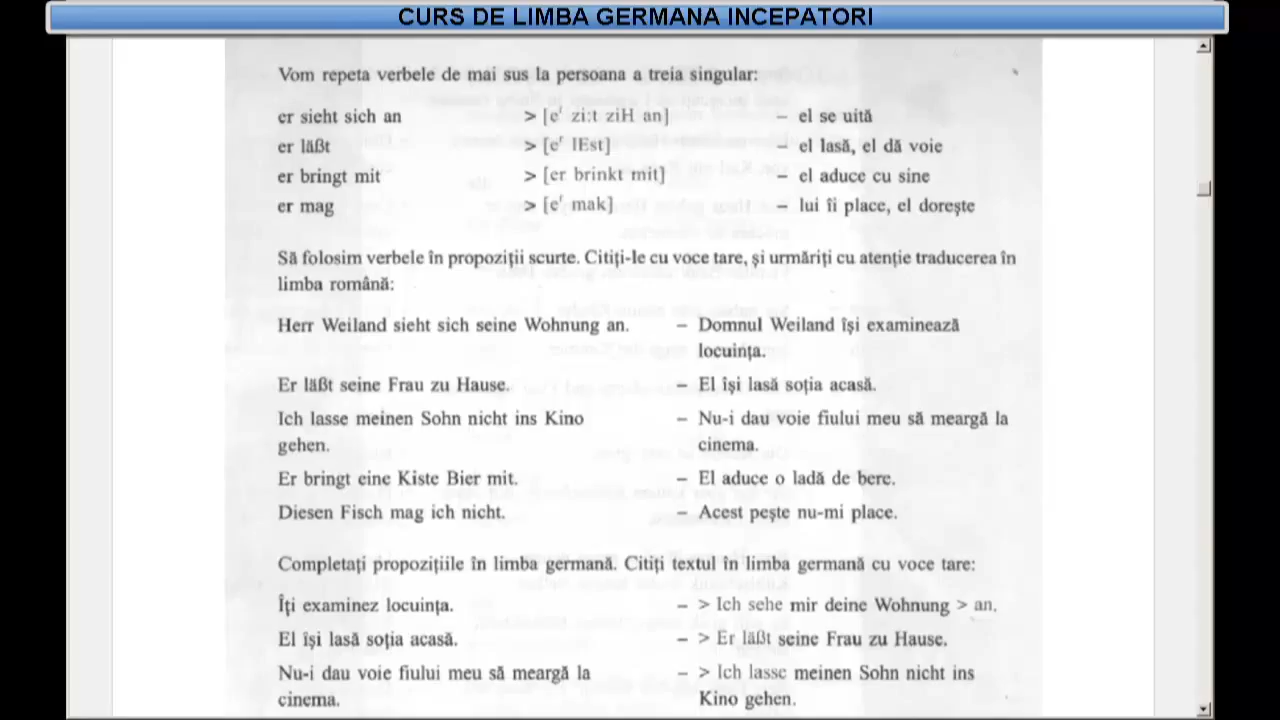 CURS DE LIMBA GERMANA INCEPATORI
Vom repeta verbele de mai sus la persoana a treia singular:
er sieht sich an > [eʳ zi:t ziH an] – el se uită
er läßt > [eʳ lEst] – el lasă, el dă voie
er bringt mit > [er brinkt mit] – el aduce cu sine
er mag > [eʳ mak] – lui îi place, el dorește
Să folosim verbele în propoziții scurte. Citiți-le cu voce tare, și urmăriți cu atenție traducerea în
limba română:
Herr Weiland sieht sich seine Wohnung an. – Domnul Weiland își examinează
locuința.
Er läßt seine Frau zu Hause. – El își lasă soția acasă.
Ich lasse meinen Sohn nicht ins Kino – Nu-i dau voie fiului meu să meargă la
gehen. cinema.
Er bringt eine Kiste Bier mit. – El aduce o ladă de bere.
Diesen Fisch mag ich nicht. – Acest pește nu-mi place.
Completați propozițiile în limba germană. Citiți textul în limba germană cu voce tare:
Îți examinez locuința. – > Ich sehe mir deine Wohnung > an.
El își lasă soția acasă. – > Er läßt seine Frau zu Hause.
Nu-i dau voie fiului meu să meargă la – > Ich lasse meinen Sohn nicht ins
cinema. Kino gehen.